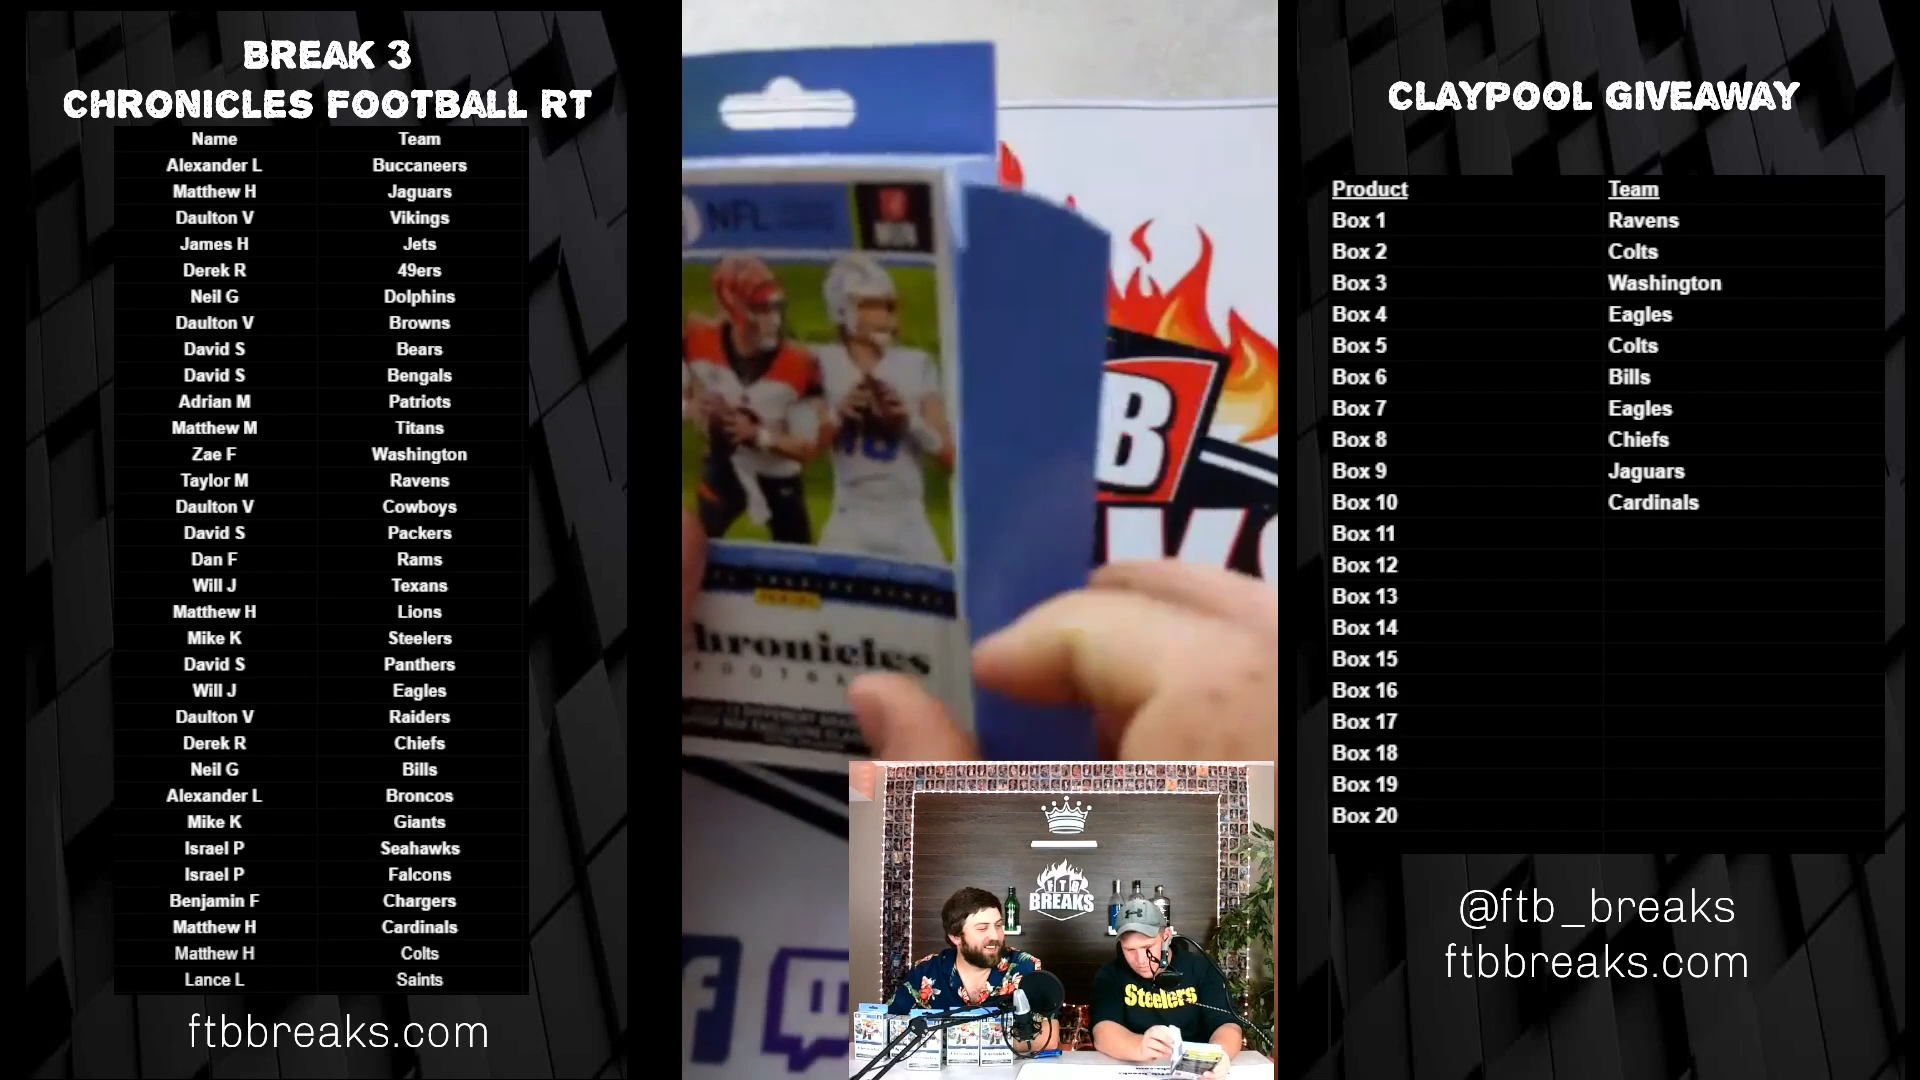 BREAK 3
CHRONICLES FOOTBALL RT
Name Team
Alexander L Buccaneers
Matthew H Jaguars
Daulton V Vikings
James H Jets
Derek R 49ers
Neil G Dolphins
Daulton V Browns
David S Bears
David S Bengals
Adrian M Patriots
Matthew M Titans
Zae F Washington
Taylor M Ravens
Daulton V Cowboys
David S Packers
Dan F Rams
Will J Texans
Matthew H Lions
Mike K Steelers
David S Panthers
Will J Eagles
Daulton V Raiders
Derek R Chiefs
Neil G Bills
Alexander L Broncos
Mike K Giants
Israel P Seahawks
Israel P Falcons
Benjamin F Chargers
Matthew H Cardinals
Matthew H Colts
Lance L Saints
ftbbreaks.com
NFL
hronicles
B
FTB
BREAKS
Steelers
CLAYPOOL GIVEAWAY
Product Team
Box 1 Ravens
Box 2 Colts
Box 3 Washington
Box 4 Eagles
Box 5 Colts
Box 6 Bills
Box 7 Eagles
Box 8 Chiefs
Box 9 Jaguars
Box 10 Cardinals
Box 11
Box 12
Box 13
Box 14
Box 15
Box 16
Box 17
Box 18
Box 19
Box 20
@ftb_breaks
ftbbreaks.com